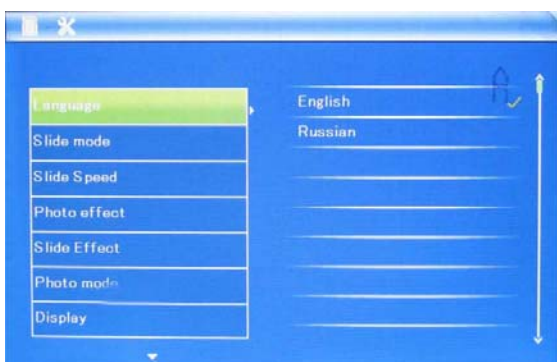 Language
Slide mode
Slide Speed
Photo effect
Slide Effect
Photo mode
Display
English
Russian